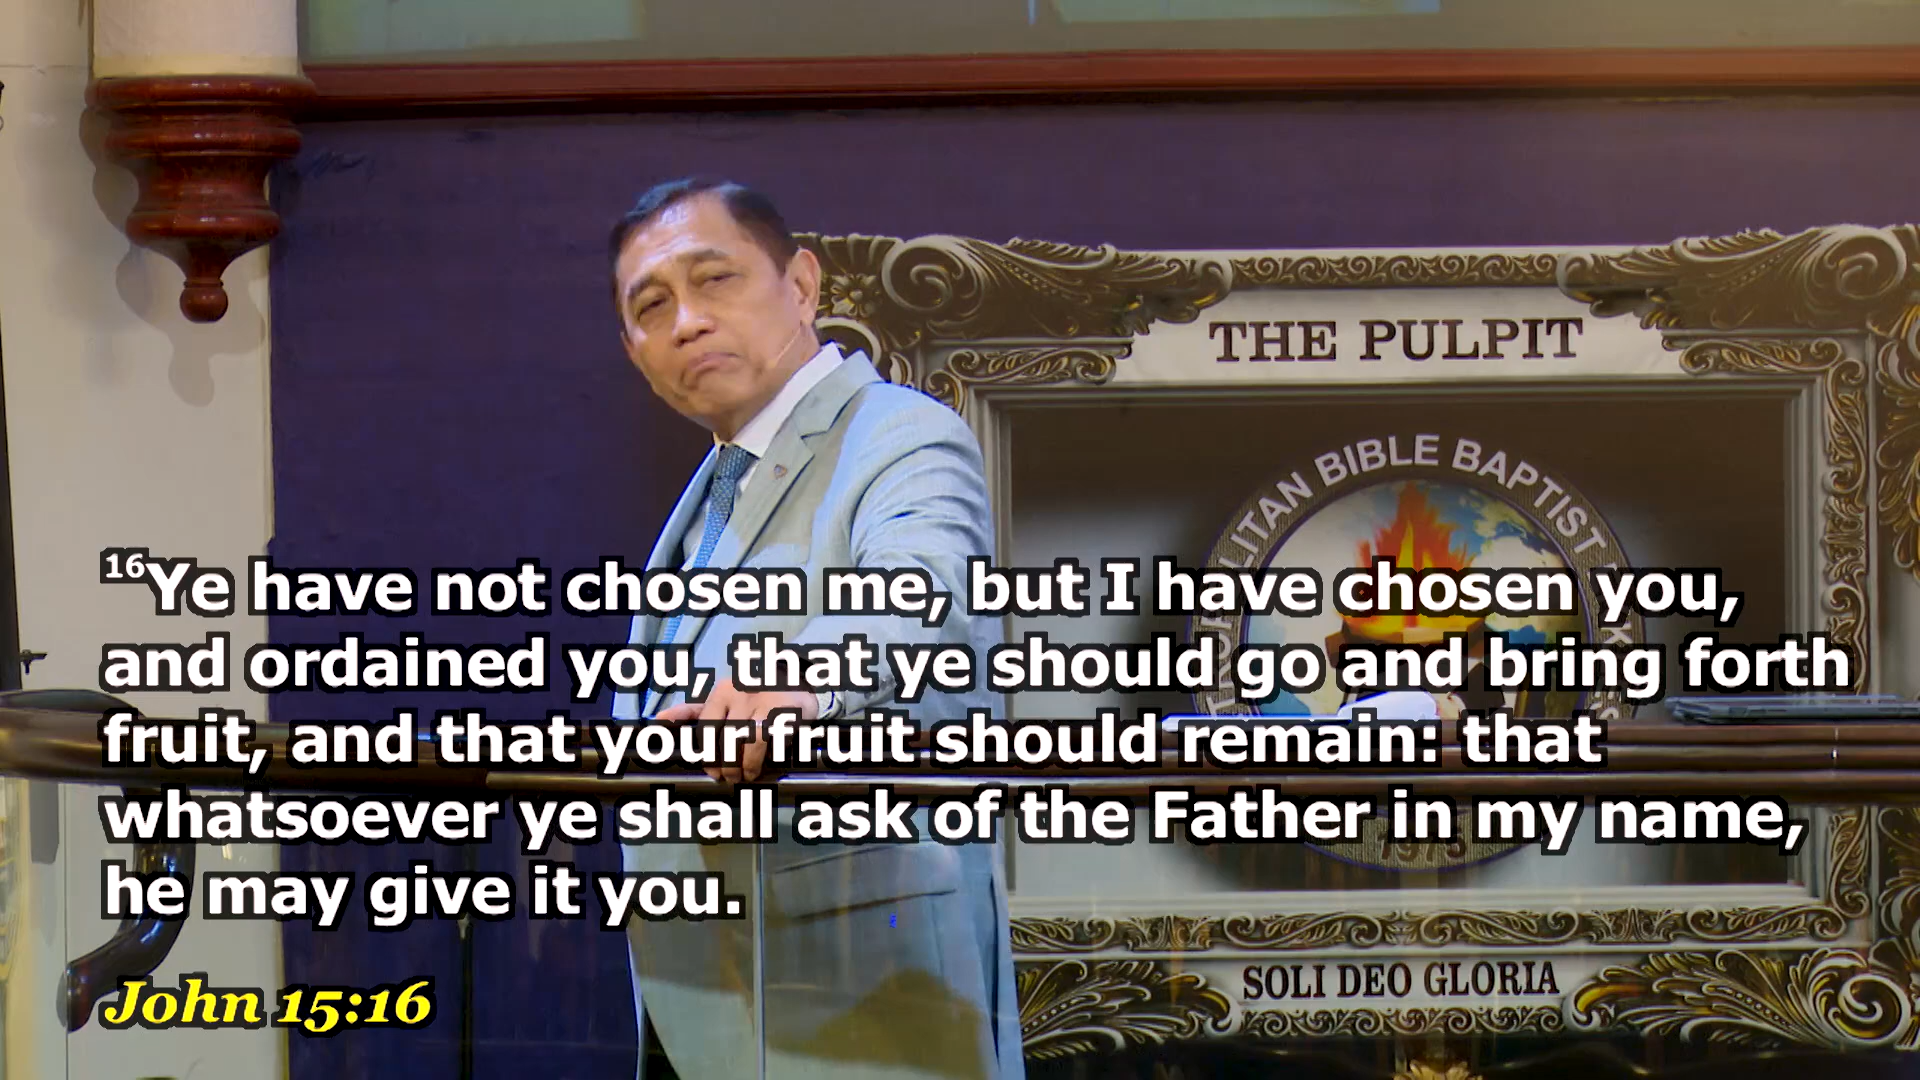 THE PULPIT
LITAN BIBLE BAPTIST
16Ye have not chosen me, but I have chosen you,
and ordained you, that ye should go and bring forth
fruit, and that your fruit should remain: that
whatsoever ye shall ask of the Father in my name,
he may give it you.
1975
John 15:16
SOLI DEO GLORIA